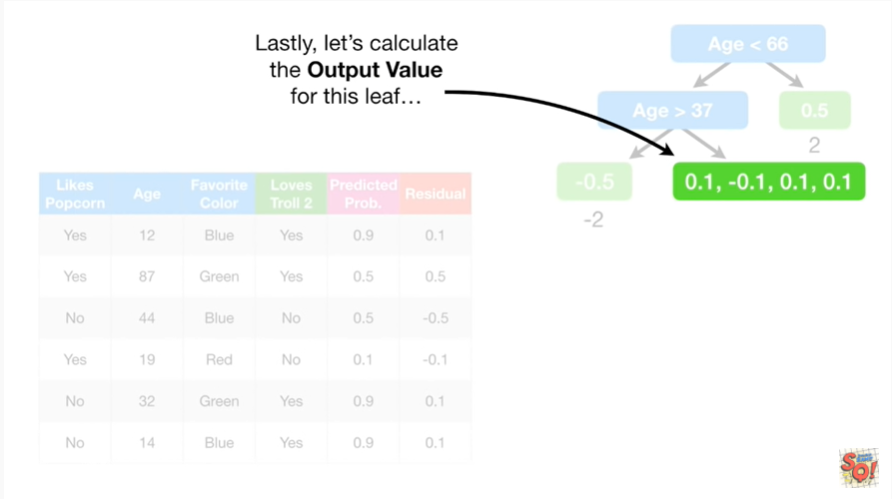 Lastly, let's calculate
the Output Value
for this leaf...
Age < 66
Age > 37
0.5
2
-0.5
0.1, -0.1, 0.1, 0.1
-2
Likes Popcorn Age Favorite Color Loves Troll 2 Predicted Prob. Residual
Yes 12 Blue Yes 0.9 0.1
Yes 87 Green Yes 0.5 0.5
No 44 Blue No 0.5 -0.5
Yes 19 Red No 0.1 -0.1
No 32 Green Yes 0.9 0.1
No 14 Blue Yes 0.9 0.1
SQ!